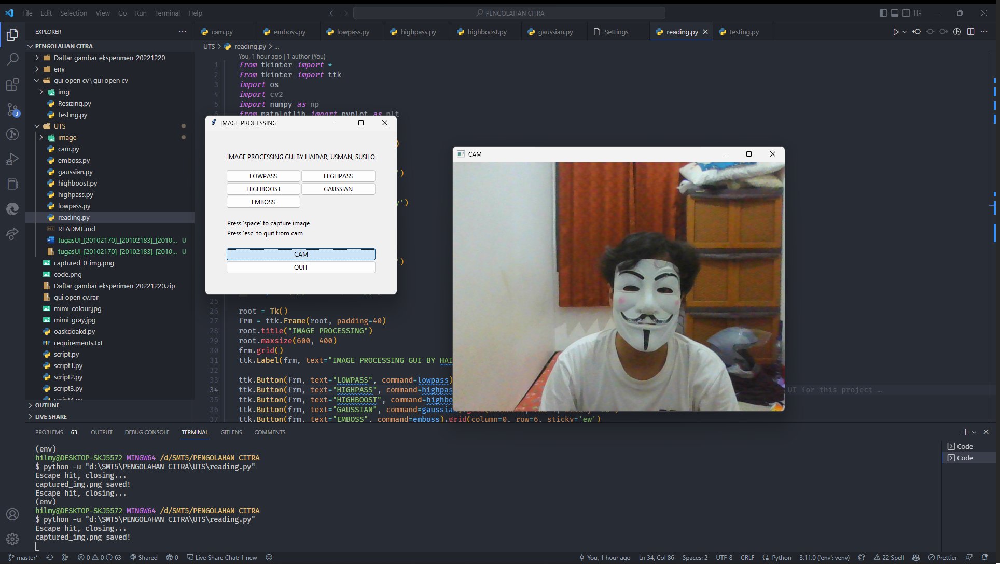 File Edit Selection View Go Run Terminal Help
PENGOLAHAN CITRA
EXPLORER
PENGOLAHAN CITRA
Daftar gambar eksperimen-20221220
env
gui open cv\gui open cv
img
Resizing.py
testing.py
UTS
image
cam.py
emboss.py
gaussian.py
highboost.py
highpass.py
lowpass.py
reading.py
README.md
tugasUI_[20102170]_[20102183]_[2010... U
tugasUI_[20102170]_[20102183]_[2010... U
captured_0_img.png
code.png
Daftar gambar eksperimen-20221220.zip
gui open cv.rar
mimi_colour.jpg
mimi_gray.jpg
oaskdoakd.py
requirements.txt
script.py
script1.py
script2.py
script3.py
OUTLINE
LIVE SHARE
3
cam.py emboss.py lowpass.py highpass.py highboost.py gaussian.py Settings reading.py testing.py
UTS > reading.py > ...
You, 1 hour ago | 1 author (You)
1 from tkinter import *
2 from tkinter import ttk
3 import os
4 import cv2
5 import numpy as np
6 from matplotlib import pyplot as plt
IMAGE PROCESSING
IMAGE PROCESSING GUI BY HAIDAR, USMAN, SUSILO
LOWPASS HIGHPASS
HIGHBOOST GAUSSIAN
EMBOSS
Press 'space' to capture image
Press 'esc' to quit from cam
CAM
QUIT
)
')
y')
')
CAM
25
26 root = Tk()
27 frm = ttk.Frame(root, padding=40)
28 root.title("IMAGE PROCESSING")
29 root.maxsize(600, 400)
30 frm.grid()
31 ttk.Label(frm, text="IMAGE PROCESSING GUI BY HAI
32
33 ttk.Button(frm, text="LOWPASS", command=lowpass)
34 ttk.Button(frm, text="HIGHPASS", command=highpas UI for this project …
35 ttk.Button(frm, text="HIGHBOOST", command=highbo
36 ttk.Button(frm, text="GAUSSIAN", command=gaussian
37 ttk.Button(frm, text="EMBOSS", command=emboss).grid(column=0, row=6, sticky='ew')
PROBLEMS 63 OUTPUT DEBUG CONSOLE TERMINAL GITLENS COMMENTS
(env)
hilmy@DESKTOP-SKJ5572 MINGW64 /d/SMT5/PENGOLAHAN CITRA
$ python -u "d:\SMT5\PENGOLAHAN CITRA\UTS\reading.py"
Escape hit, closing...
captured_img.png saved!
Escape hit, closing...
(env)
hilmy@DESKTOP-SKJ5572 MINGW64 /d/SMT5/PENGOLAHAN CITRA
$ python -u "d:\SMT5\PENGOLAHAN CITRA\UTS\reading.py"
Escape hit, closing...
captured_img.png saved!
Code
Code
master* 0 0 63 Shared 0 Live Share Chat: 1 new You, 1 hour ago Ln 34, Col 86 Spaces: 2 UTF-8 CRLF Python 3.11.0 ('env': venv) 22 Spell Prettier